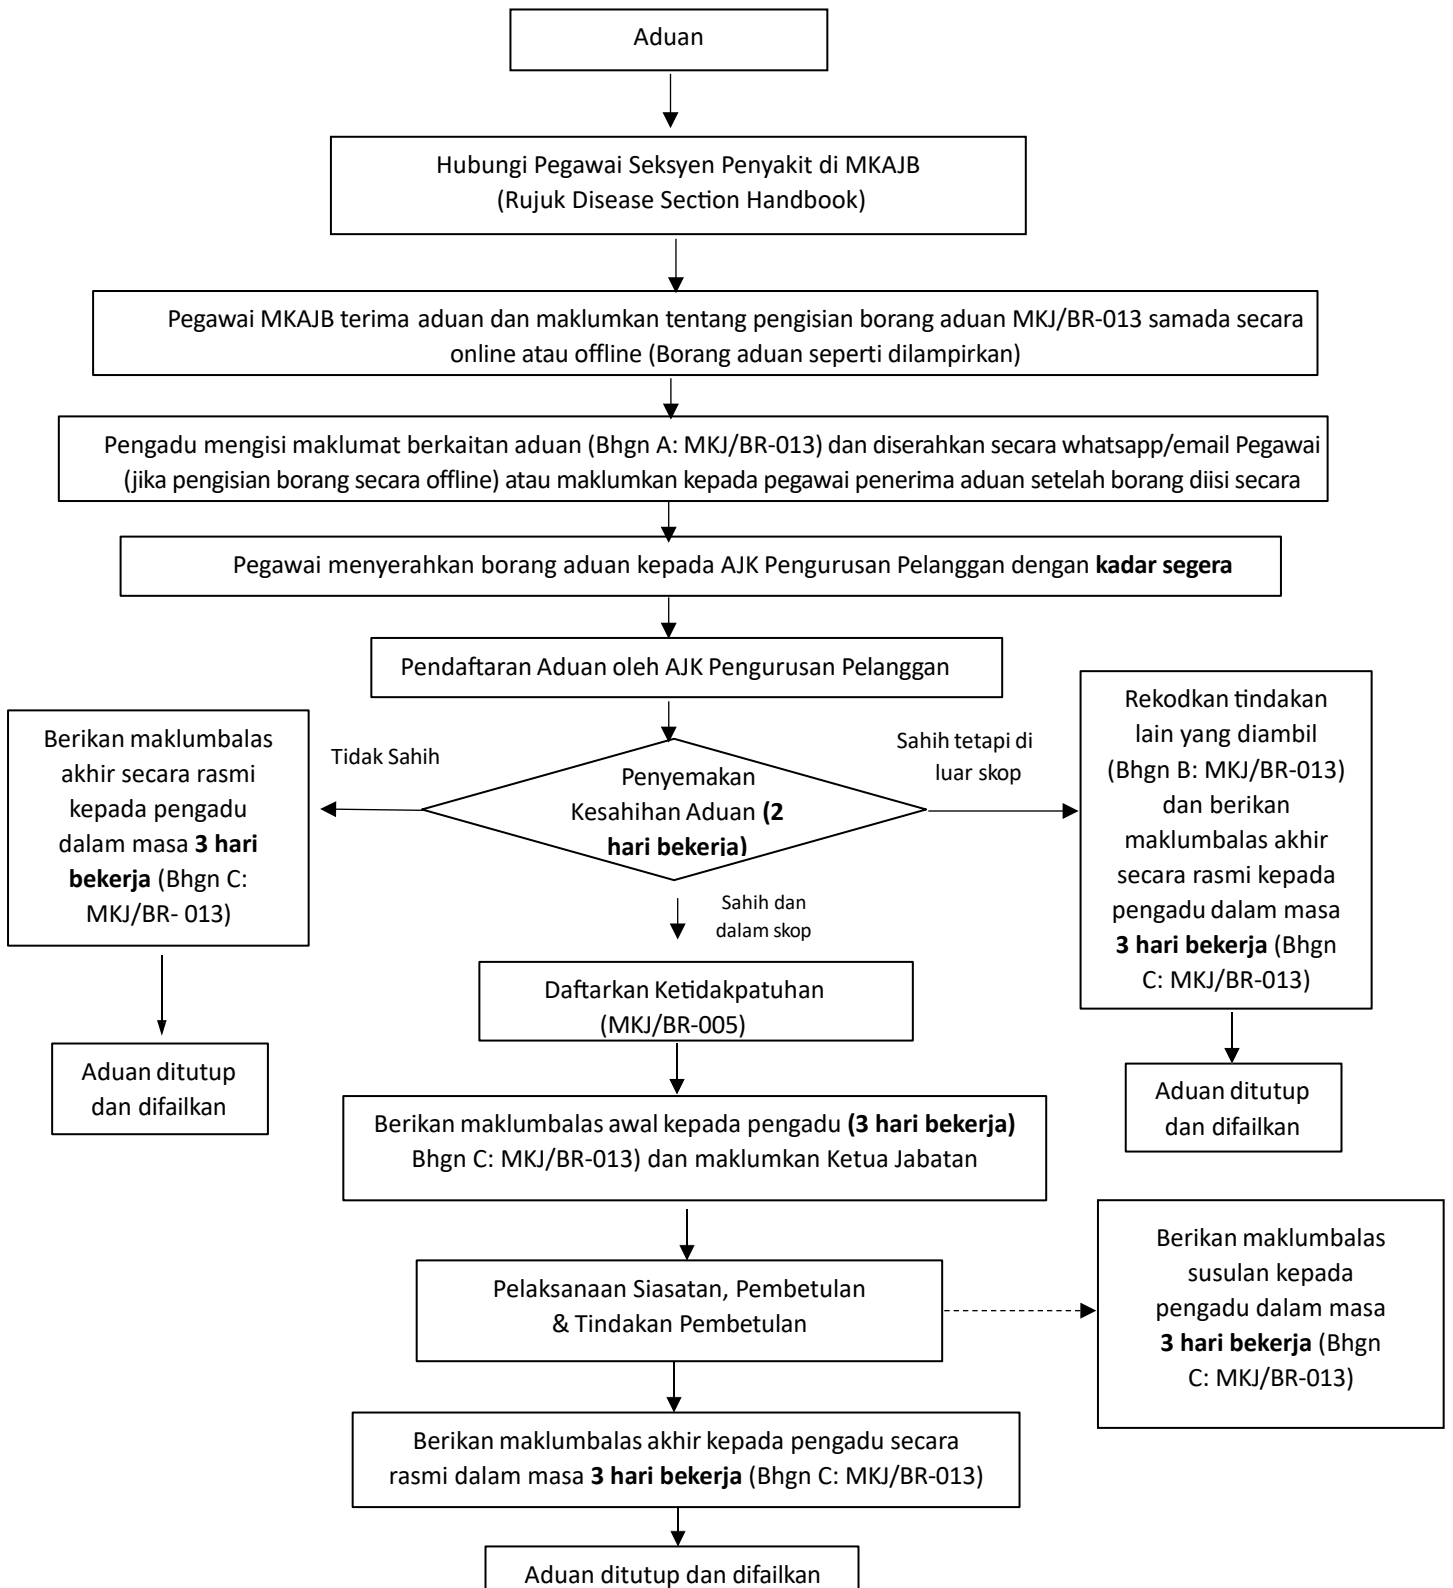 Aduan
Hubungi Pegawai Seksyen Penyakit di MKAJB
(Rujuk Disease Section Handbook)
Pegawai MKAJB terima aduan dan maklumkan tentang pengisian borang aduan MKJ/BR-013 samada secara
online atau offline (Borang aduan seperti dilampirkan)
Pengadu mengisi maklumat berkaitan aduan (Bhgn A: MKJ/BR-013) dan diserahkan secara whatsapp/email Pegawai
(jika pengisian borang secara offline) atau maklumkan kepada pegawai penerima aduan setelah borang diisi secara
Pegawai menyerahkan borang aduan kepada AJK Pengurusan Pelanggan dengan kadar segera
Pendaftaran Aduan oleh AJK Pengurusan Pelanggan
Penyemakan
Kesahihan Aduan (2
hari bekerja)
Tidak Sahih
Berikan maklumbalas
akhir secara rasmi
kepada pengadu
dalam masa 3 hari
bekerja (Bhgn C:
MKJ/BR- 013)
Aduan ditutup
dan difailkan
Sahih tetapi di
luar skop
Rekodkan tindakan
lain yang diambil
(Bhgn B: MKJ/BR-013)
dan berikan
maklumbalas akhir
secara rasmi kepada
pengadu dalam masa
3 hari bekerja (Bhgn
C: MKJ/BR-013)
Aduan ditutup
dan difailkan
Sahih dan
dalam skop
Daftarkan Ketidakpatuhan
(MKJ/BR-005)
Berikan maklumbalas awal kepada pengadu (3 hari bekerja)
Bhgn C: MKJ/BR-013) dan maklumkan Ketua Jabatan
Pelaksanaan Siasatan, Pembetulan
& Tindakan Pembetulan
Berikan maklumbalas
susulan kepada
pengadu dalam masa
3 hari bekerja (Bhgn
C: MKJ/BR-013)
Berikan maklumbalas akhir kepada pengadu secara
rasmi dalam masa 3 hari bekerja (Bhgn C: MKJ/BR-013)
Aduan ditutup dan difailkan